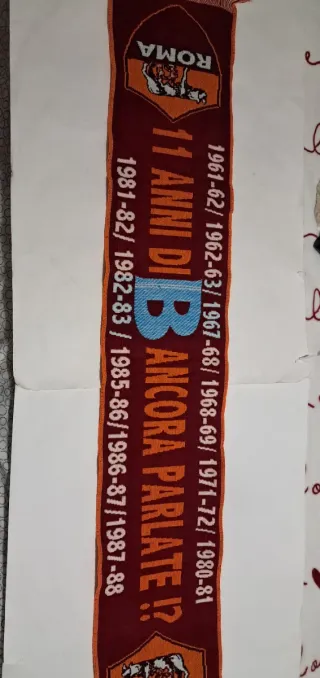 ROMA
1961-62/ 1962-63/ 1967-68/ 1968-69/ 1971-72/ 1980-81
11 ANNI DI B ANCORA PARLATE !?
1981-82/ 1982-83 / 1985-86/1986-87/1987-88